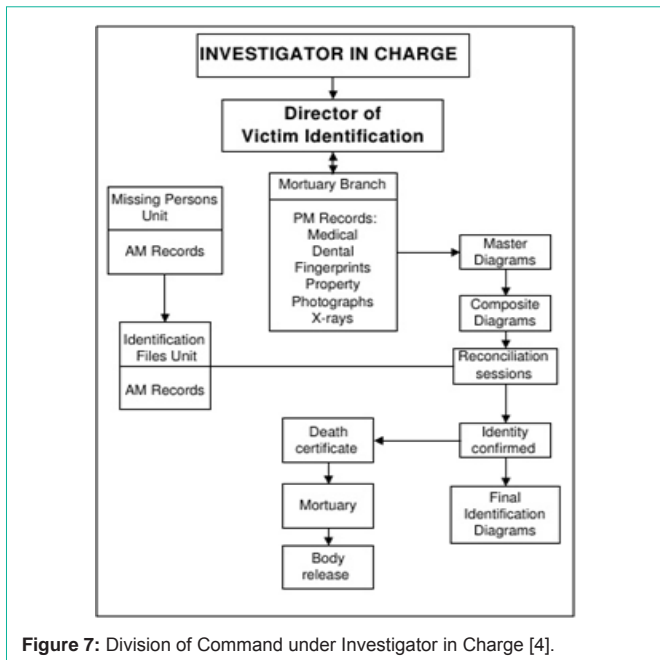 INVESTIGATOR IN CHARGE
Director of
Victim Identification
Mortuary Branch
PM Records:
Medical
Dental
Fingerprints
Property
Photographs
X-rays
Missing Persons
Unit
AM Records
Identification
Files Unit
AM Records
Master
Diagrams
Composite
Diagrams
Reconciliation
sessions
Identity
confirmed
Final
Identification
Diagrams
Death
certificate
Mortuary
Body
release
Figure 7: Division of Command under Investigator in Charge [4].